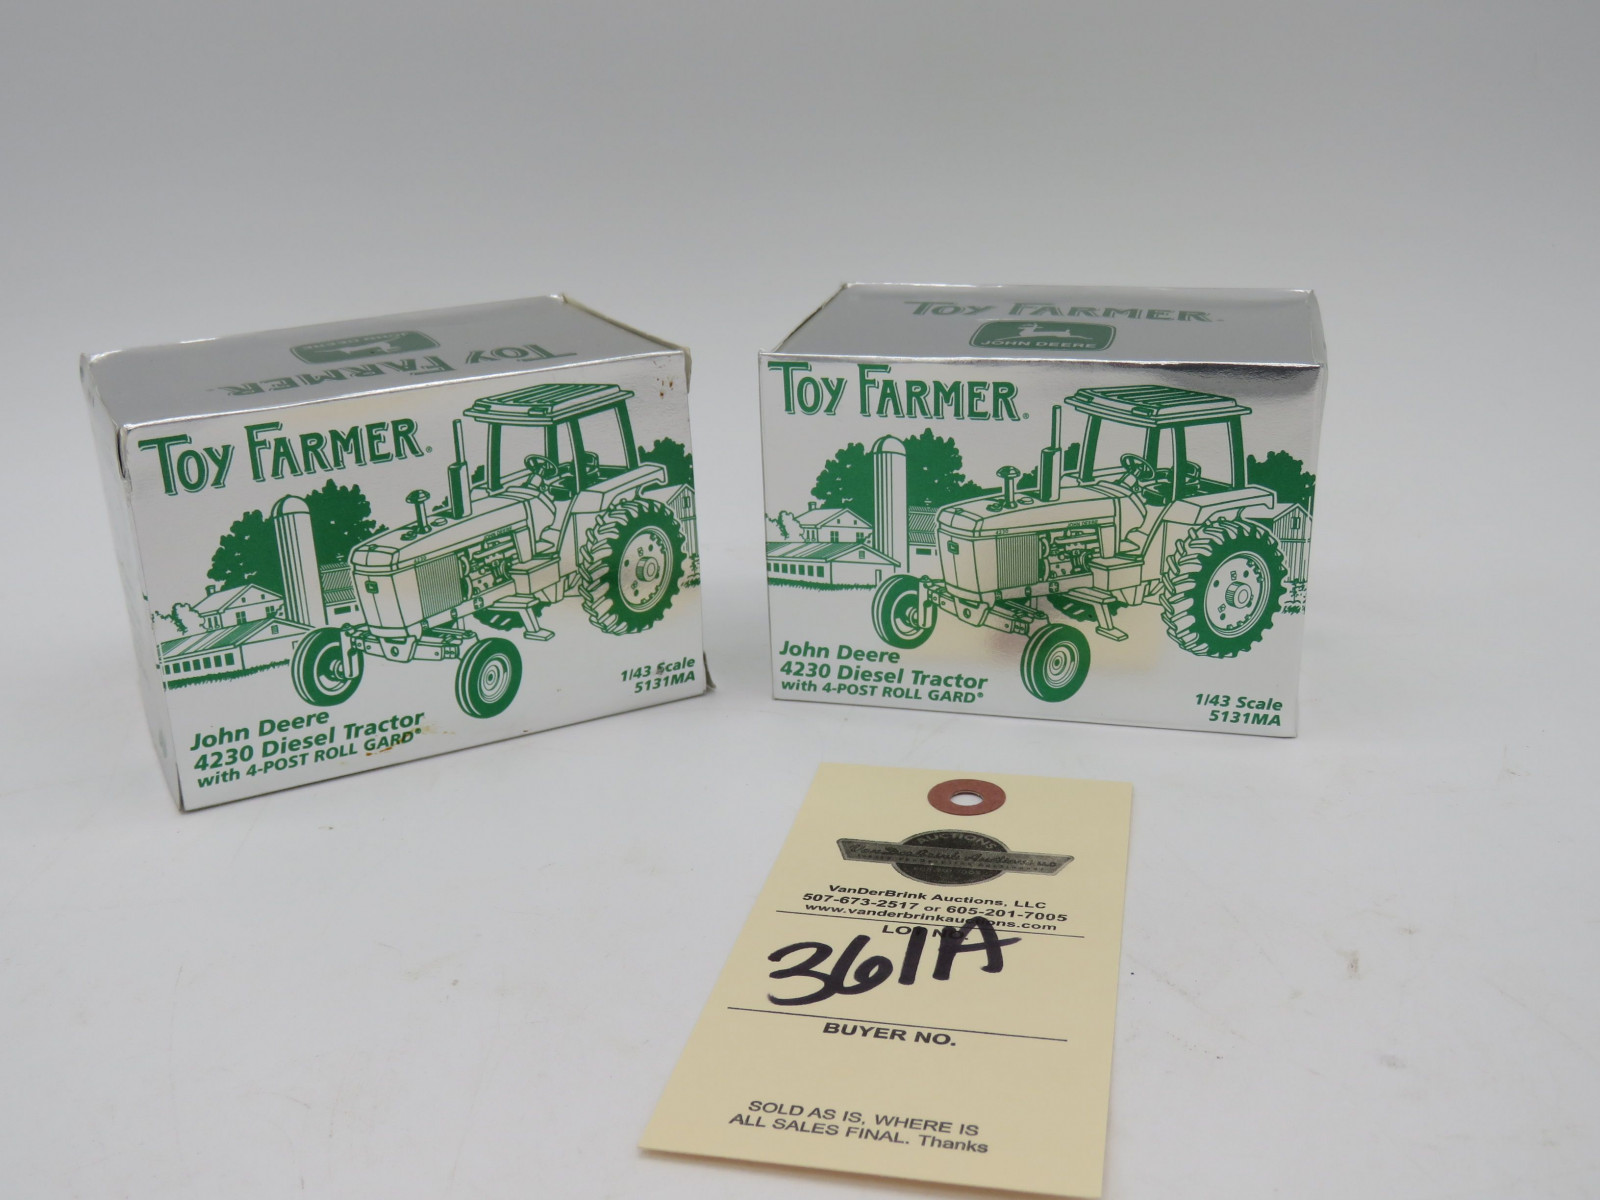 TOY FARMER
JOHN DEERE
TOY FARMER®
John Deere
4230 Diesel Tractor
with 4-POST ROLL GARD®
1/43 Scale
5131MA
TOY FARMER
JOHN DEERE
TOY FARMER®
John Deere
4230 Diesel Tractor
with 4-POST ROLL GARD®
1/43 Scale
5131MA
AUCTIONS
VanDerBrink Auctions, LLC
507-673-2517 or 605-201-7005
www.vanderbrinkauctions.com
LOT NO.
361A
BUYER NO.
SOLD AS IS, WHERE IS
ALL SALES FINAL. Thanks